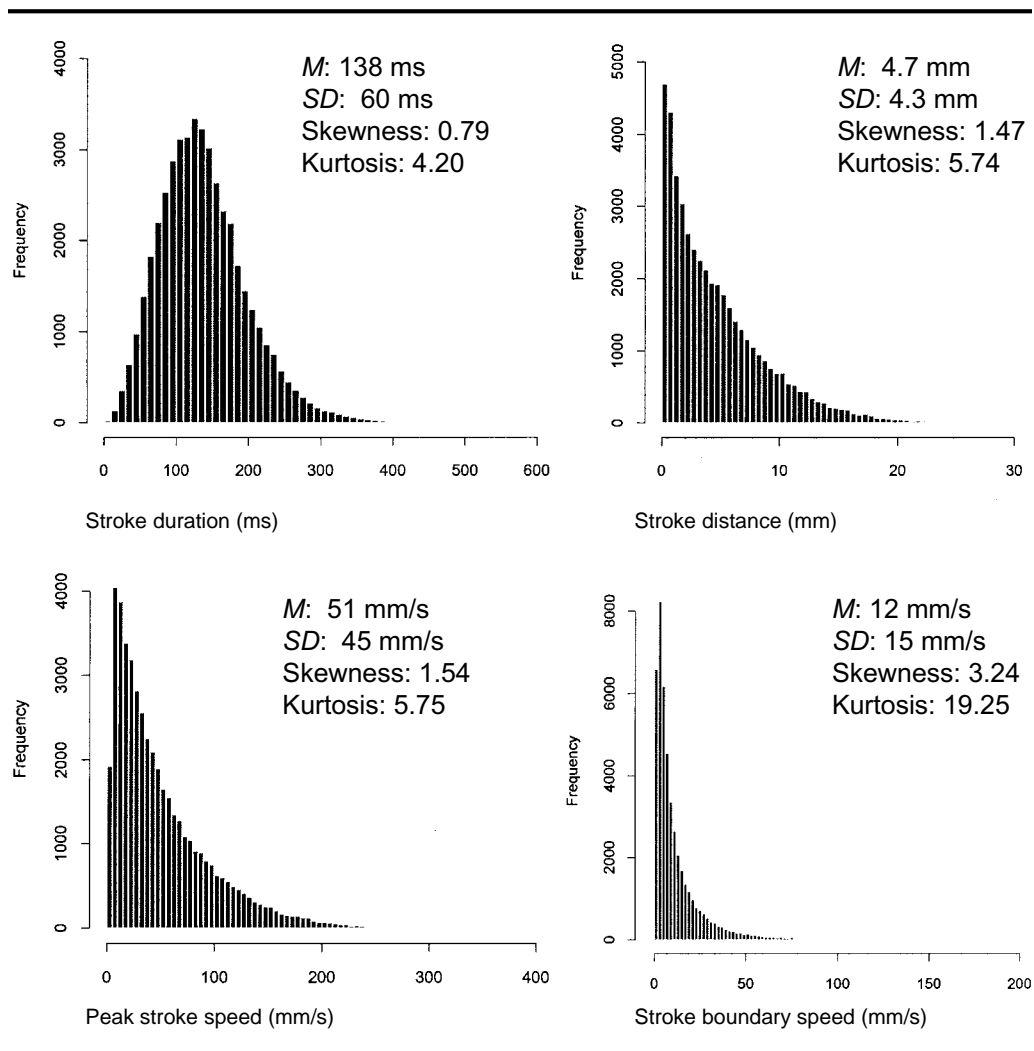 4000
3000
2000
1000
0
Frequency
M: 138 ms
SD: 60 ms
Skewness: 0.79
Kurtosis: 4.20
0 100 200 300 400 500 600
Stroke duration (ms)
5000
4000
3000
2000
1000
0
Frequency
M: 4.7 mm
SD: 4.3 mm
Skewness: 1.47
Kurtosis: 5.74
0 10 20 30
Stroke distance (mm)
4000
3000
2000
1000
0
Frequency
M: 51 mm/s
SD: 45 mm/s
Skewness: 1.54
Kurtosis: 5.75
0 100 200 300 400
Peak stroke speed (mm/s)
8000
6000
4000
2000
0
Frequency
M: 12 mm/s
SD: 15 mm/s
Skewness: 3.24
Kurtosis: 19.25
0 50 100 150 200
Stroke boundary speed (mm/s)